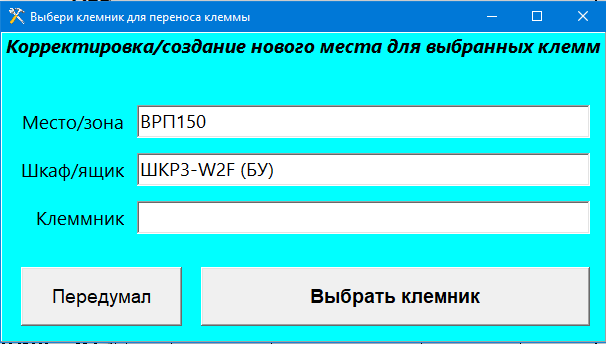 Выбери клемник для переноса клеммы
Корректировка/создание нового места для выбранных клемм
Место/зона ВРП150
Шкаф/ящик ШКР3-W2F (БУ)
Клеммник
Передумал Выбрать клемник